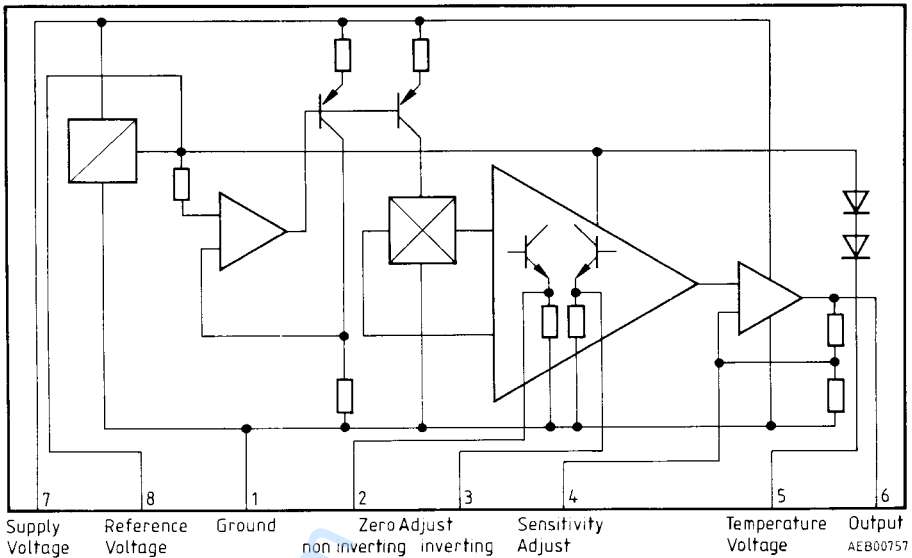 7 8 1 2 3 4 5 6
Supply Reference Ground Zero Adjust Sensitivity Temperature Output
Voltage Voltage non inverting inverting Adjust Voltage AEB00757